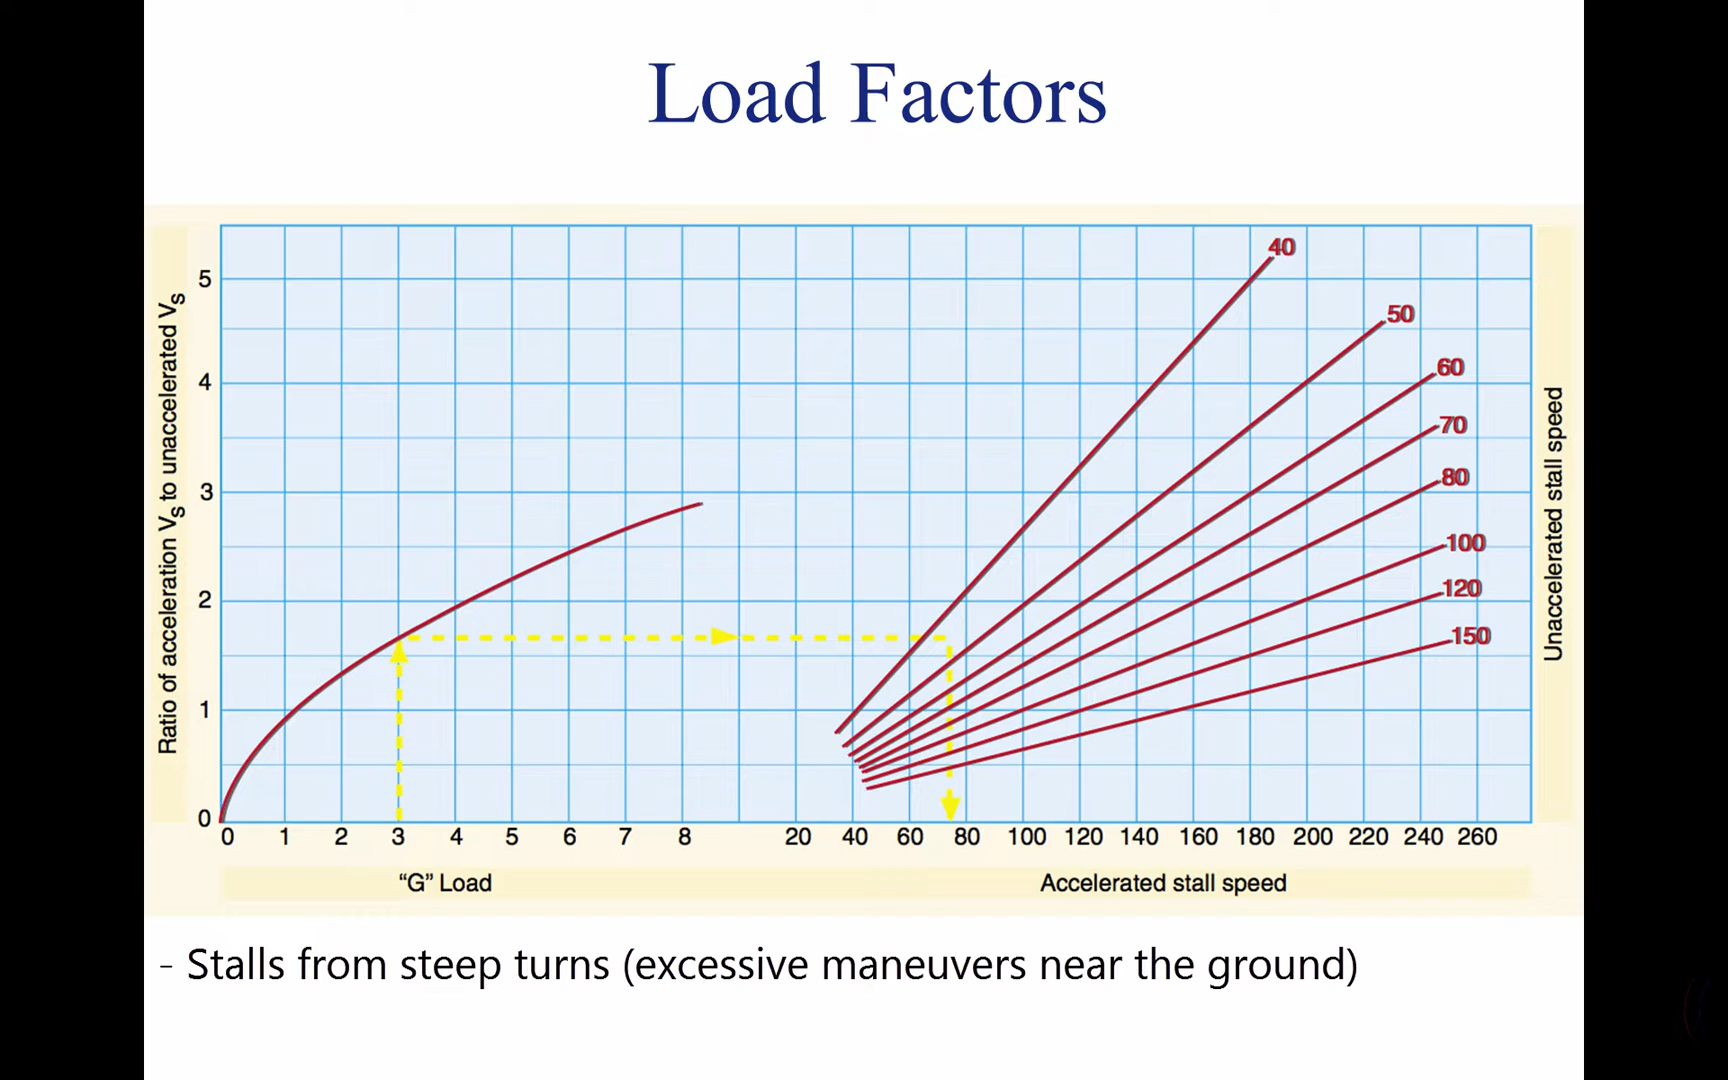 Load Factors
Ratio of acceleration VS to unaccelerated VS
5
4
3
2
1
0
40
50
60
70
80
100
120
150
Unaccelerated stall speed
0 1 2 3 4 5 6 7 8 20 40 60 80 100 120 140 160 180 200 220 240 260
“G” Load
Accelerated stall speed
- Stalls from steep turns (excessive maneuvers near the ground)